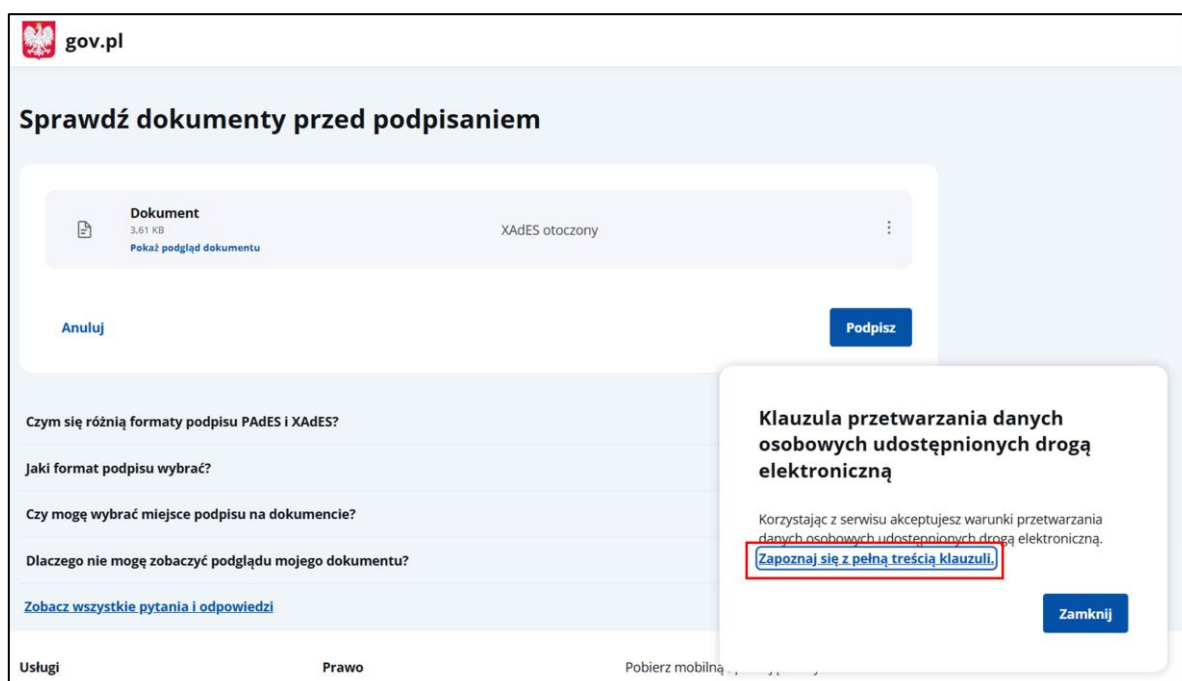 gov.pl
Sprawdź dokumenty przed podpisaniem
Dokument
3,61 KB
Pokaż podgląd dokumentu
XAdES otoczony
Anuluj
Podpisz
Czym się różnią formaty podpisu PAdES i XAdES?
Jaki format podpisu wybrać?
Czy mogę wybrać miejsce podpisu na dokumencie?
Dlaczego nie mogę zobaczyć podglądu mojego dokumentu?
Zobacz wszystkie pytania i odpowiedzi
Klauzula przetwarzania danych
osobowych udostępnionych drogą
elektroniczną
Korzystając z serwisu akceptujesz warunki przetwarzania
danych osobowych udostępnionych drogą elektroniczną.
Zapoznaj się z pełną treścią klauzuli.
Zamknij
Usługi
Prawo
Pobierz mobilną